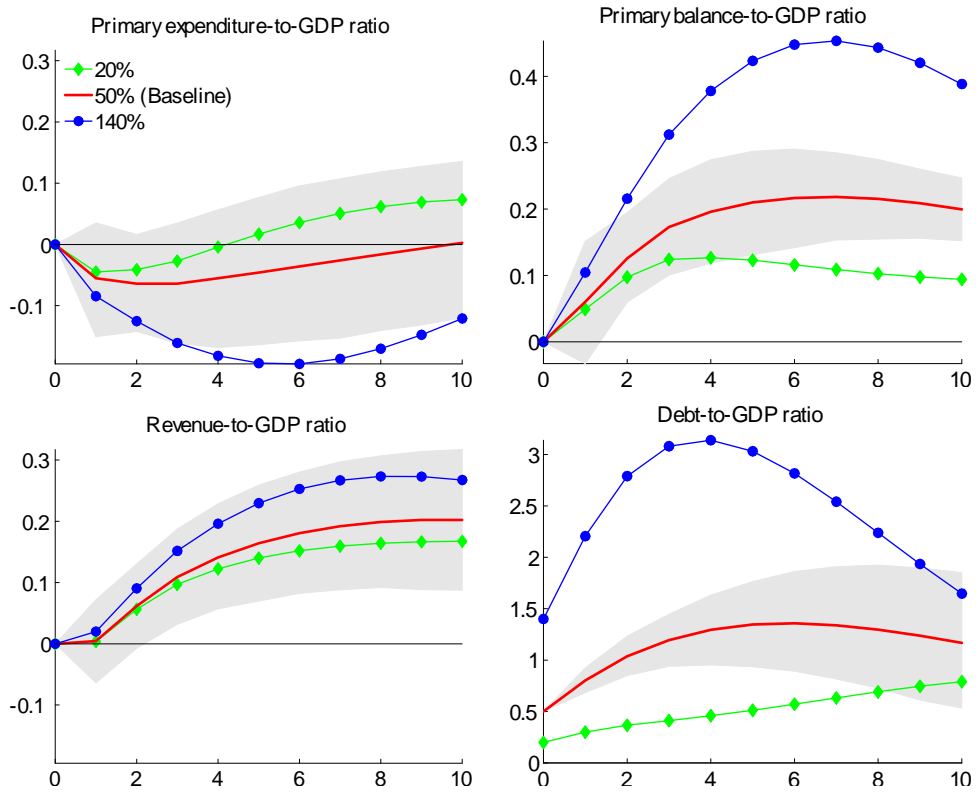 Primary expenditure-to-GDP ratio
0.3
0.2
0.1
0
-0.1
20%
50% (Baseline)
140%
0 2 4 6 8 10
Primary balance-to-GDP ratio
0.4
0.3
0.2
0.1
0
0 2 4 6 8 10
Revenue-to-GDP ratio
0.3
0.2
0.1
0
-0.1
0 2 4 6 8 10
Debt-to-GDP ratio
3
2.5
2
1.5
1
0.5
0
0 2 4 6 8 10